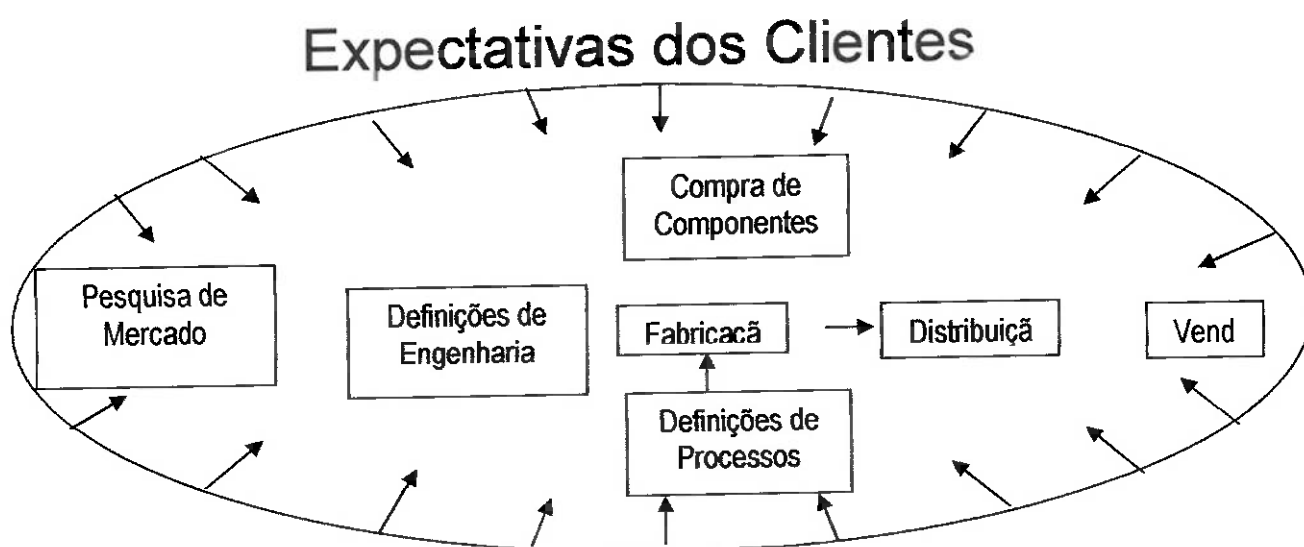 Expectativas dos Clientes
Compra de
Componentes
Pesquisa de
Mercado
Definições de
Engenharia
Fabricacã
Distribuiçã
Vend
Definições de
Processos